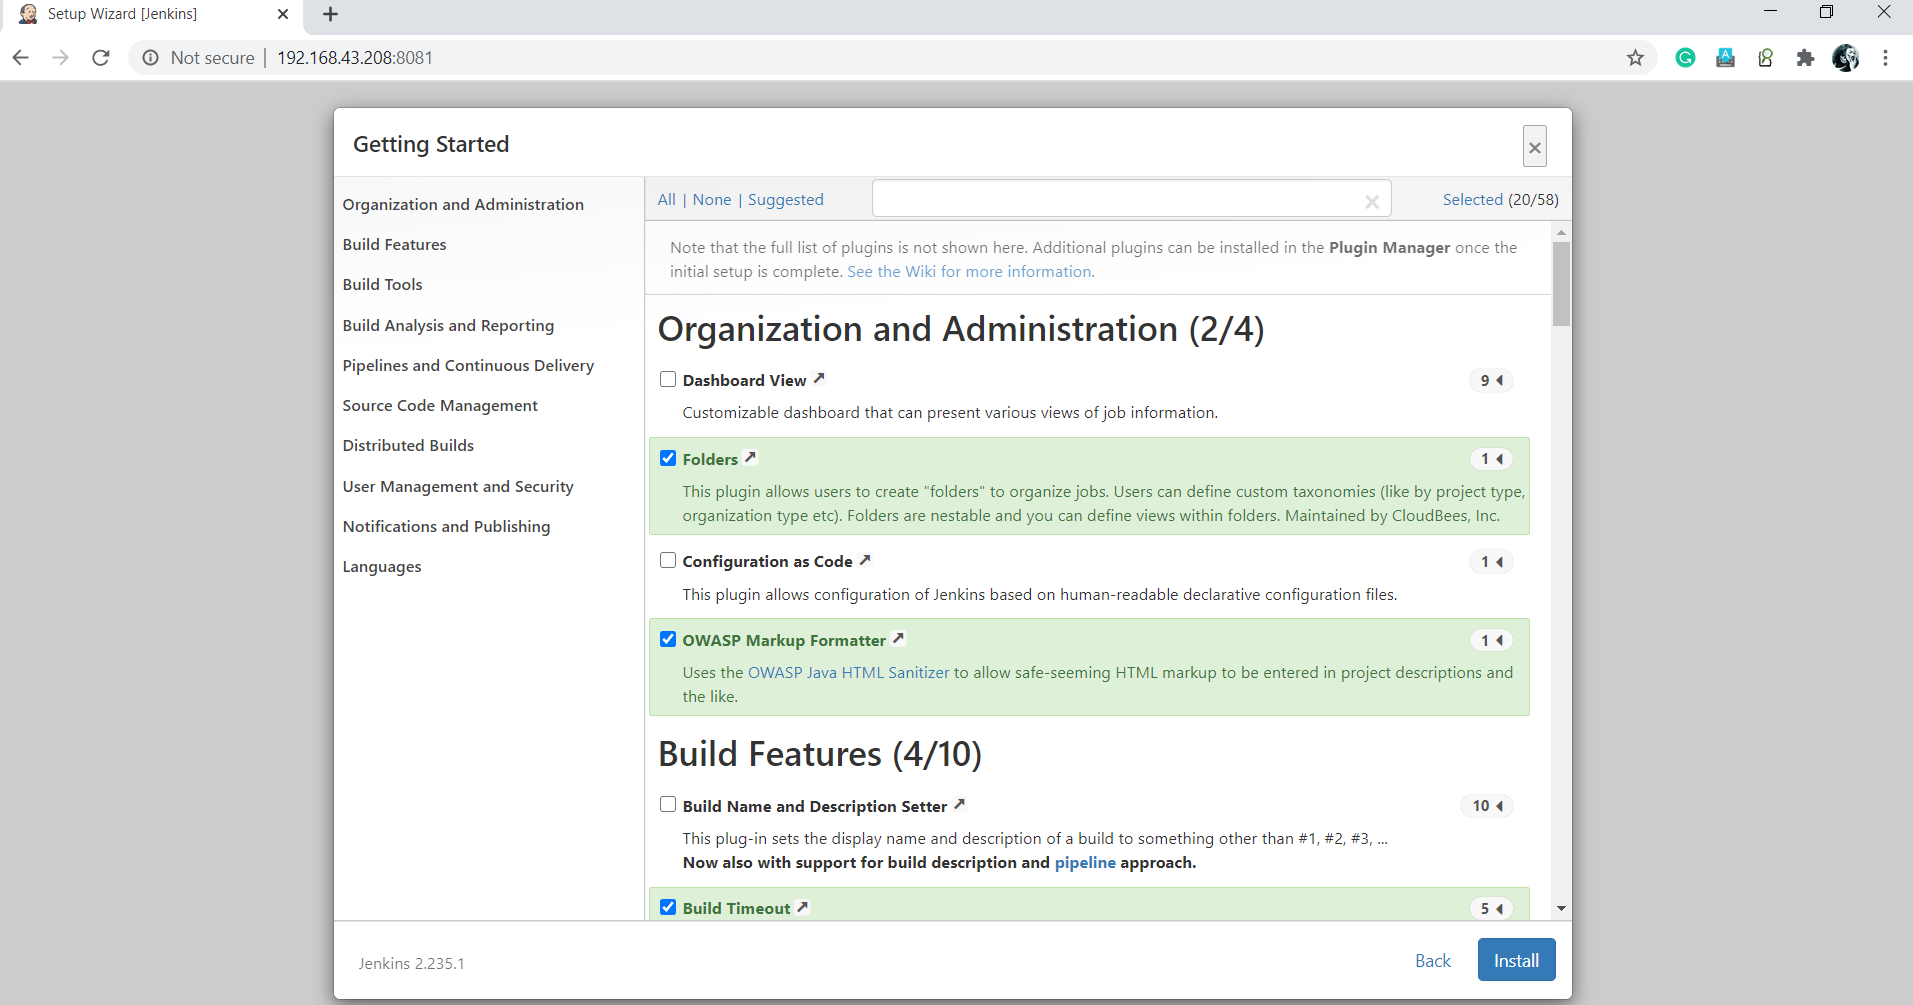 Setup Wizard [Jenkins]
Not secure | 192.168.43.208:8081
Getting Started
Organization and Administration
Build Features
Build Tools
Build Analysis and Reporting
Pipelines and Continuous Delivery
Source Code Management
Distributed Builds
User Management and Security
Notifications and Publishing
Languages
All | None | Suggested
Selected (20/58)
Note that the full list of plugins is not shown here. Additional plugins can be installed in the Plugin Manager once the
initial setup is complete. See the Wiki for more information.
Organization and Administration (2/4)
Dashboard View 9
Customizable dashboard that can present various views of job information.
Folders 1
This plugin allows users to create "folders" to organize jobs. Users can define custom taxonomies (like by project type,
organization type etc). Folders are nestable and you can define views within folders. Maintained by CloudBees, Inc.
Configuration as Code 1
This plugin allows configuration of Jenkins based on human-readable declarative configuration files.
OWASP Markup Formatter 1
Uses the OWASP Java HTML Sanitizer to allow safe-seeming HTML markup to be entered in project descriptions and
the like.
Build Features (4/10)
Build Name and Description Setter 10
This plug-in sets the display name and description of a build to something other than #1, #2, #3, ...
Now also with support for build description and pipeline approach.
Build Timeout 5
Jenkins 2.235.1
Back
Install